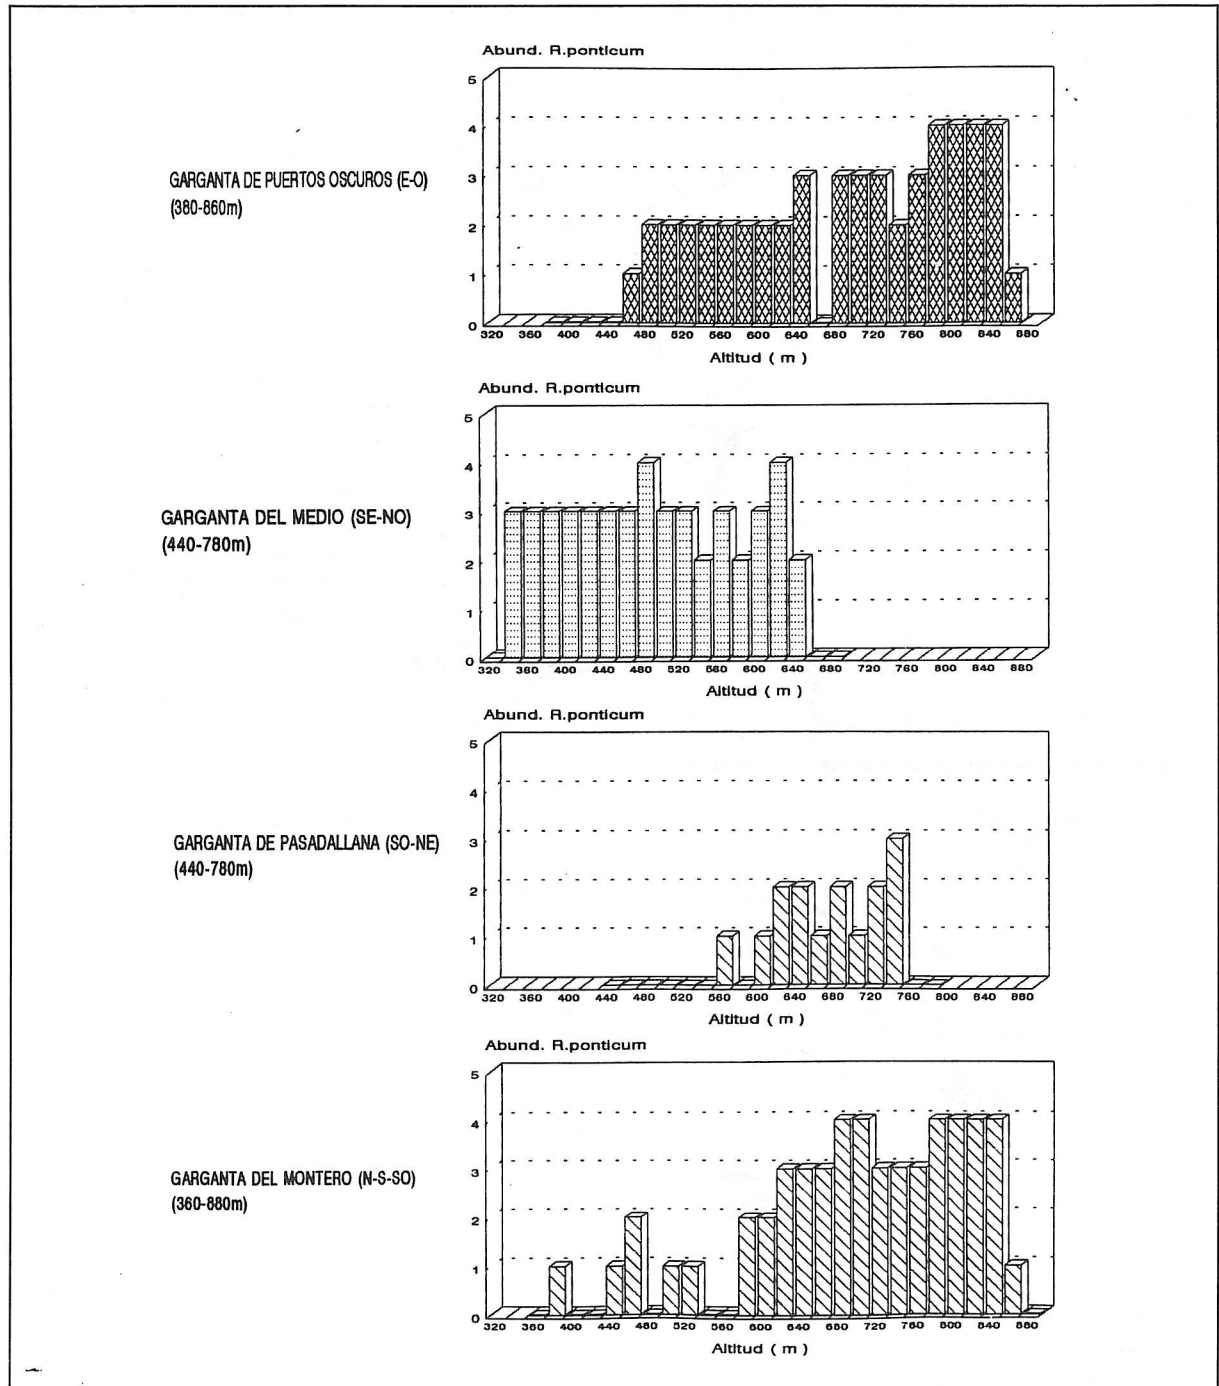 Abund. R.ponticum
5
4
3
2
1
0
GARGANTA DE PUERTOS OSCUROS (E-O)
(380-860m)
320 360 400 440 480 520 560 600 640 680 720 760 800 840 880
Altitud ( m )
Abund. R.ponticum
5
4
3
2
1
0
GARGANTA DEL MEDIO (SE-NO)
(440-780m)
320 360 400 440 480 520 560 600 640 680 720 760 800 840 880
Altitud ( m )
Abund. R.ponticum
5
4
3
2
1
0
GARGANTA DE PASADALLANA (SO-NE)
(440-780m)
320 360 400 440 480 520 560 600 640 680 720 760 800 840 880
Altitud ( m )
Abund. R.ponticum
5
4
3
2
1
0
GARGANTA DEL MONTERO (N-S-SO)
(360-880m)
320 360 400 440 480 520 560 600 640 680 720 760 800 840 880
Altitud ( m )